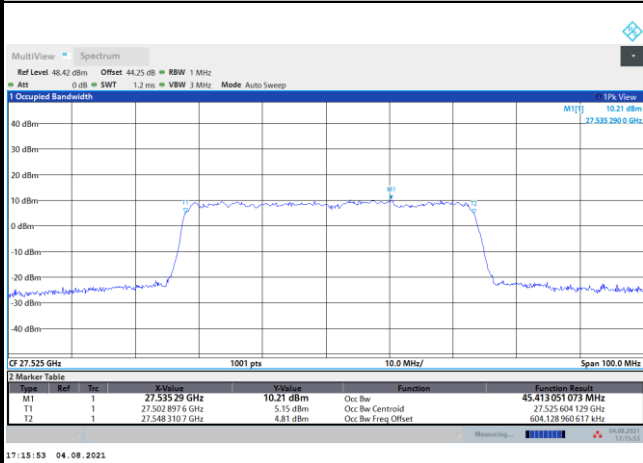 MultiView Spectrum
Ref Level 48.42 dBm Offset 44.25 dB RBW 1 MHz
Att 0 dB SWT 1.2 ms VBW 3 MHz Mode Auto Sweep
1 Occupied Bandwidth 1Pk View
M1[1] 10.21 dBm
27.535 290 0 GHz
40 dBm
30 dBm
20 dBm
M1
10 dBm T1 T2
0 dBm
-10 dBm
-20 dBm
-30 dBm
-40 dBm
CF 27.525 GHz 1001 pts 10.0 MHz/ Span 100.0 MHz
2 Marker Table
Type Ref Trc X-Value Y-Value Function Function Result
M1 1 27.535 29 GHz 10.21 dBm Occ Bw 45.413 051 073 MHz
T1 1 27.502 897 6 GHz 5.15 dBm Occ Bw Centroid 27.525 604 129 GHz
T2 1 27.548 310 7 GHz 4.81 dBm Occ Bw Freq Offset 604.128 960 617 kHz
Measuring... 04.08.2021
17:15:53
17:15:53 04.08.2021